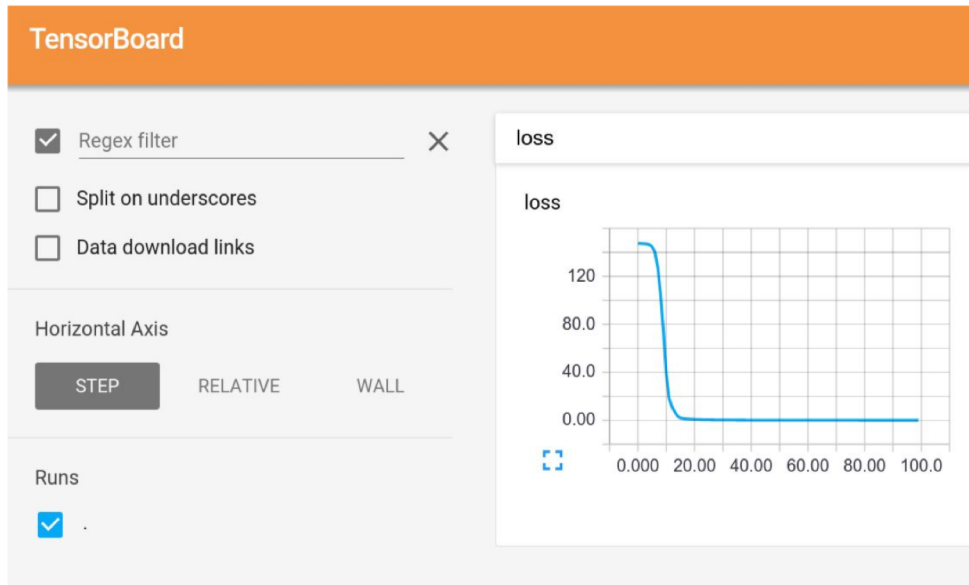 TensorBoard
Regex filter
Split on underscores
Data download links
Horizontal Axis
STEP RELATIVE WALL
Runs
.
loss
loss
120
80.0
40.0
0.00
0.000 20.00 40.00 60.00 80.00 100.0